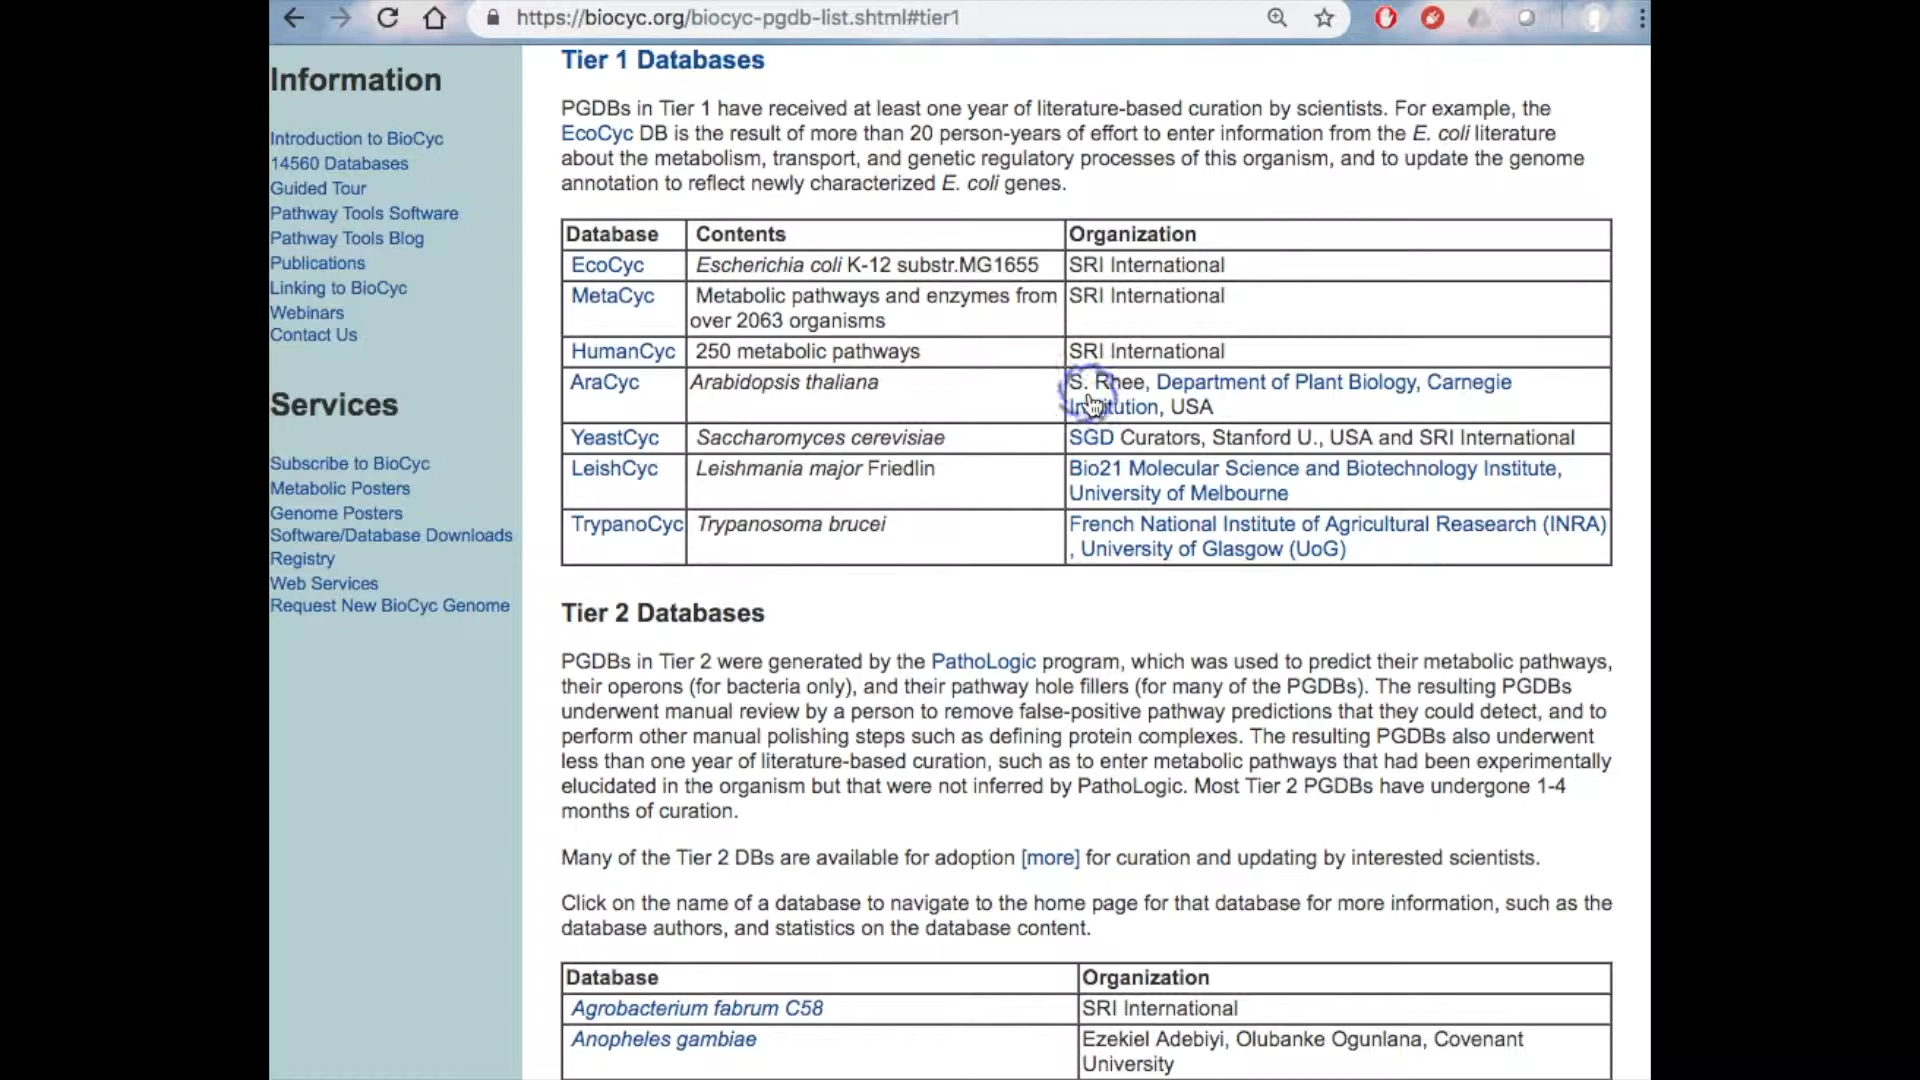 https://biocyc.org/biocyc-pgdb-list.shtml#tier1
Information
Introduction to BioCyc
14560 Databases
Guided Tour
Pathway Tools Software
Pathway Tools Blog
Publications
Linking to BioCyc
Webinars
Contact Us
Services
Subscribe to BioCyc
Metabolic Posters
Genome Posters
Software/Database Downloads
Registry
Web Services
Request New BioCyc Genome
Tier 1 Databases
PGDBs in Tier 1 have received at least one year of literature-based curation by scientists. For example, the
EcoCyc DB is the result of more than 20 person-years of effort to enter information from the E. coli literature
about the metabolism, transport, and genetic regulatory processes of this organism, and to update the genome
annotation to reflect newly characterized E. coli genes.
Database Contents Organization
EcoCyc Escherichia coli K-12 substr.MG1655 SRI International
MetaCyc Metabolic pathways and enzymes from SRI International
over 2063 organisms
HumanCyc 250 metabolic pathways SRI International
AraCyc Arabidopsis thaliana S. Rhee, Department of Plant Biology, Carnegie
Institution, USA
YeastCyc Saccharomyces cerevisiae SGD Curators, Stanford U., USA and SRI International
LeishCyc Leishmania major Friedlin Bio21 Molecular Science and Biotechnology Institute,
University of Melbourne
TrypanoCyc Trypanosoma brucei French National Institute of Agricultural Reasearch (INRA)
, University of Glasgow (UoG)
Tier 2 Databases
PGDBs in Tier 2 were generated by the PathoLogic program, which was used to predict their metabolic pathways,
their operons (for bacteria only), and their pathway hole fillers (for many of the PGDBs). The resulting PGDBs
underwent manual review by a person to remove false-positive pathway predictions that they could detect, and to
perform other manual polishing steps such as defining protein complexes. The resulting PGDBs also underwent
less than one year of literature-based curation, such as to enter metabolic pathways that had been experimentally
elucidated in the organism but that were not inferred by PathoLogic. Most Tier 2 PGDBs have undergone 1-4
months of curation.
Many of the Tier 2 DBs are available for adoption [more] for curation and updating by interested scientists.
Click on the name of a database to navigate to the home page for that database for more information, such as the
database authors, and statistics on the database content.
Database Organization
Agrobacterium fabrum C58 SRI International
Anopheles gambiae Ezekiel Adebiyi, Olubanke Ogunlana, Covenant
University